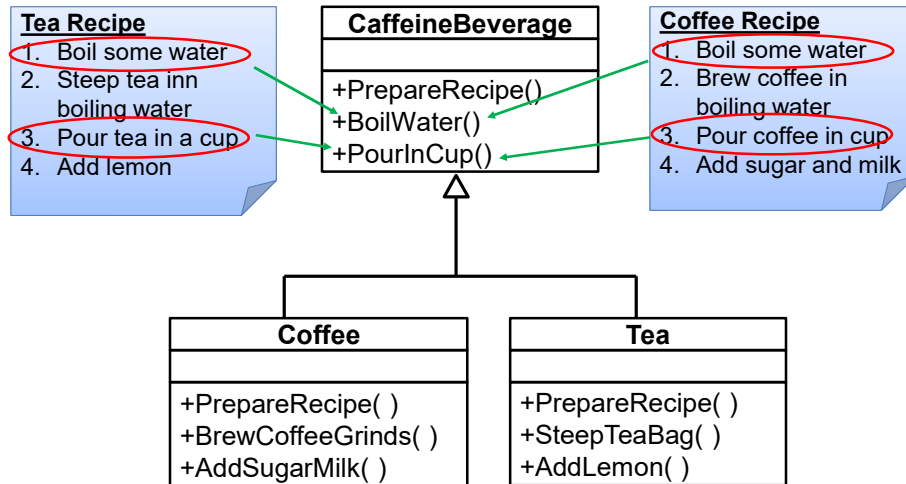 Tea Recipe
1. Boil some water
2. Steep tea inn
boiling water
3. Pour tea in a cup
4. Add lemon
CaffeineBeverage
+PrepareRecipe()
+BoilWater()
+PourInCup()
Coffee Recipe
1. Boil some water
2. Brew coffee in
boiling water
3. Pour coffee in cup
4. Add sugar and milk
Coffee
+PrepareRecipe( )
+BrewCoffeeGrinds( )
+AddSugarMilk( )
Tea
+PrepareRecipe( )
+SteepTeaBag( )
+AddLemon( )